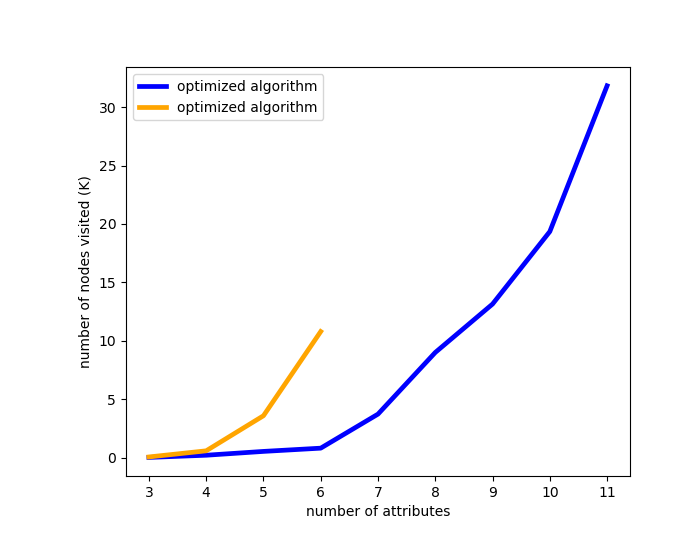 optimized algorithm
optimized algorithm
number of nodes visited (K)
30
25
20
15
10
5
0
3 4 5 6 7 8 9 10 11
number of attributes